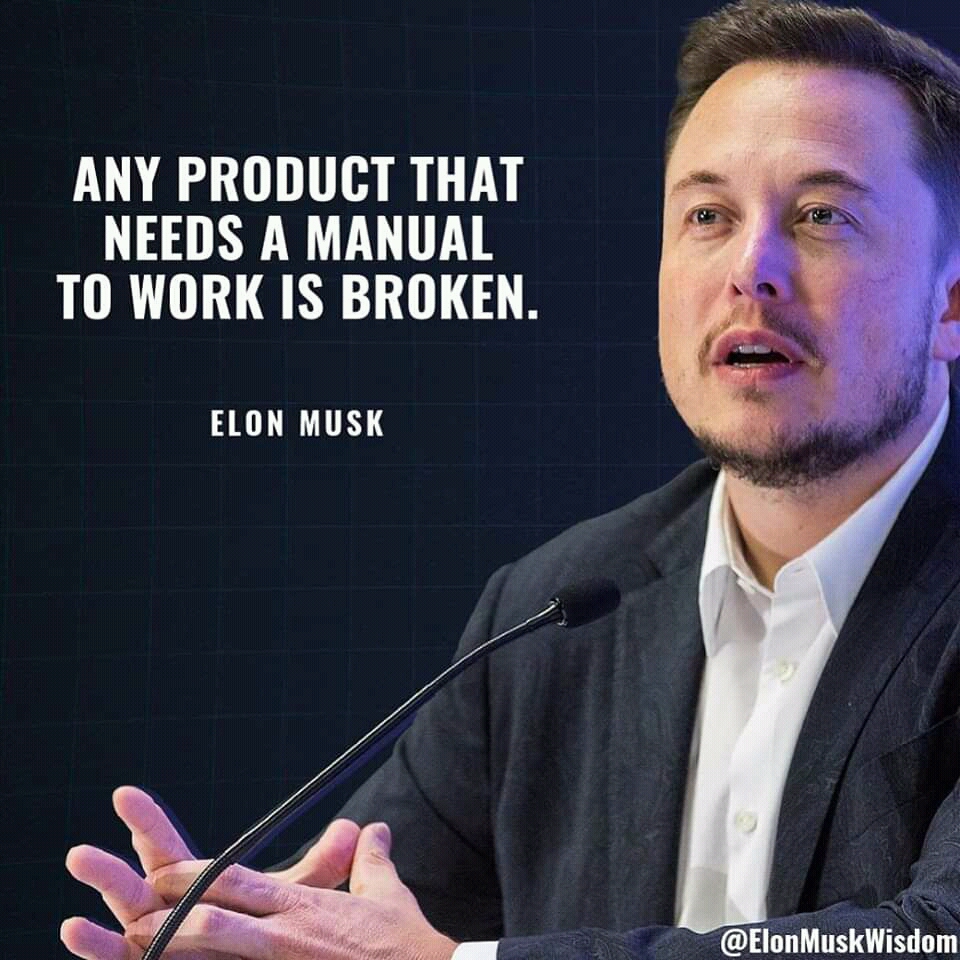 ANY PRODUCT THAT
NEEDS A MANUAL
TO WORK IS BROKEN.
ELON MUSK
@ElonMuskWisdom